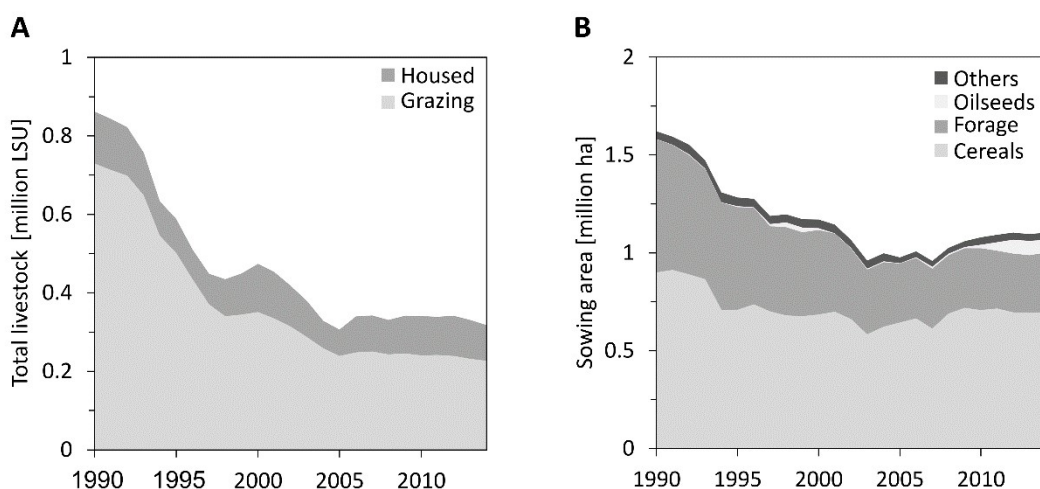 A
Total livestock [million LSU]
1
0.8
0.6
0.4
0.2
0
Housed
Grazing
1990 1995 2000 2005 2010
B
Sowing area [million ha]
2
1.5
1
0.5
0
Others
Oilseeds
Forage
Cereals
1990 1995 2000 2005 2010